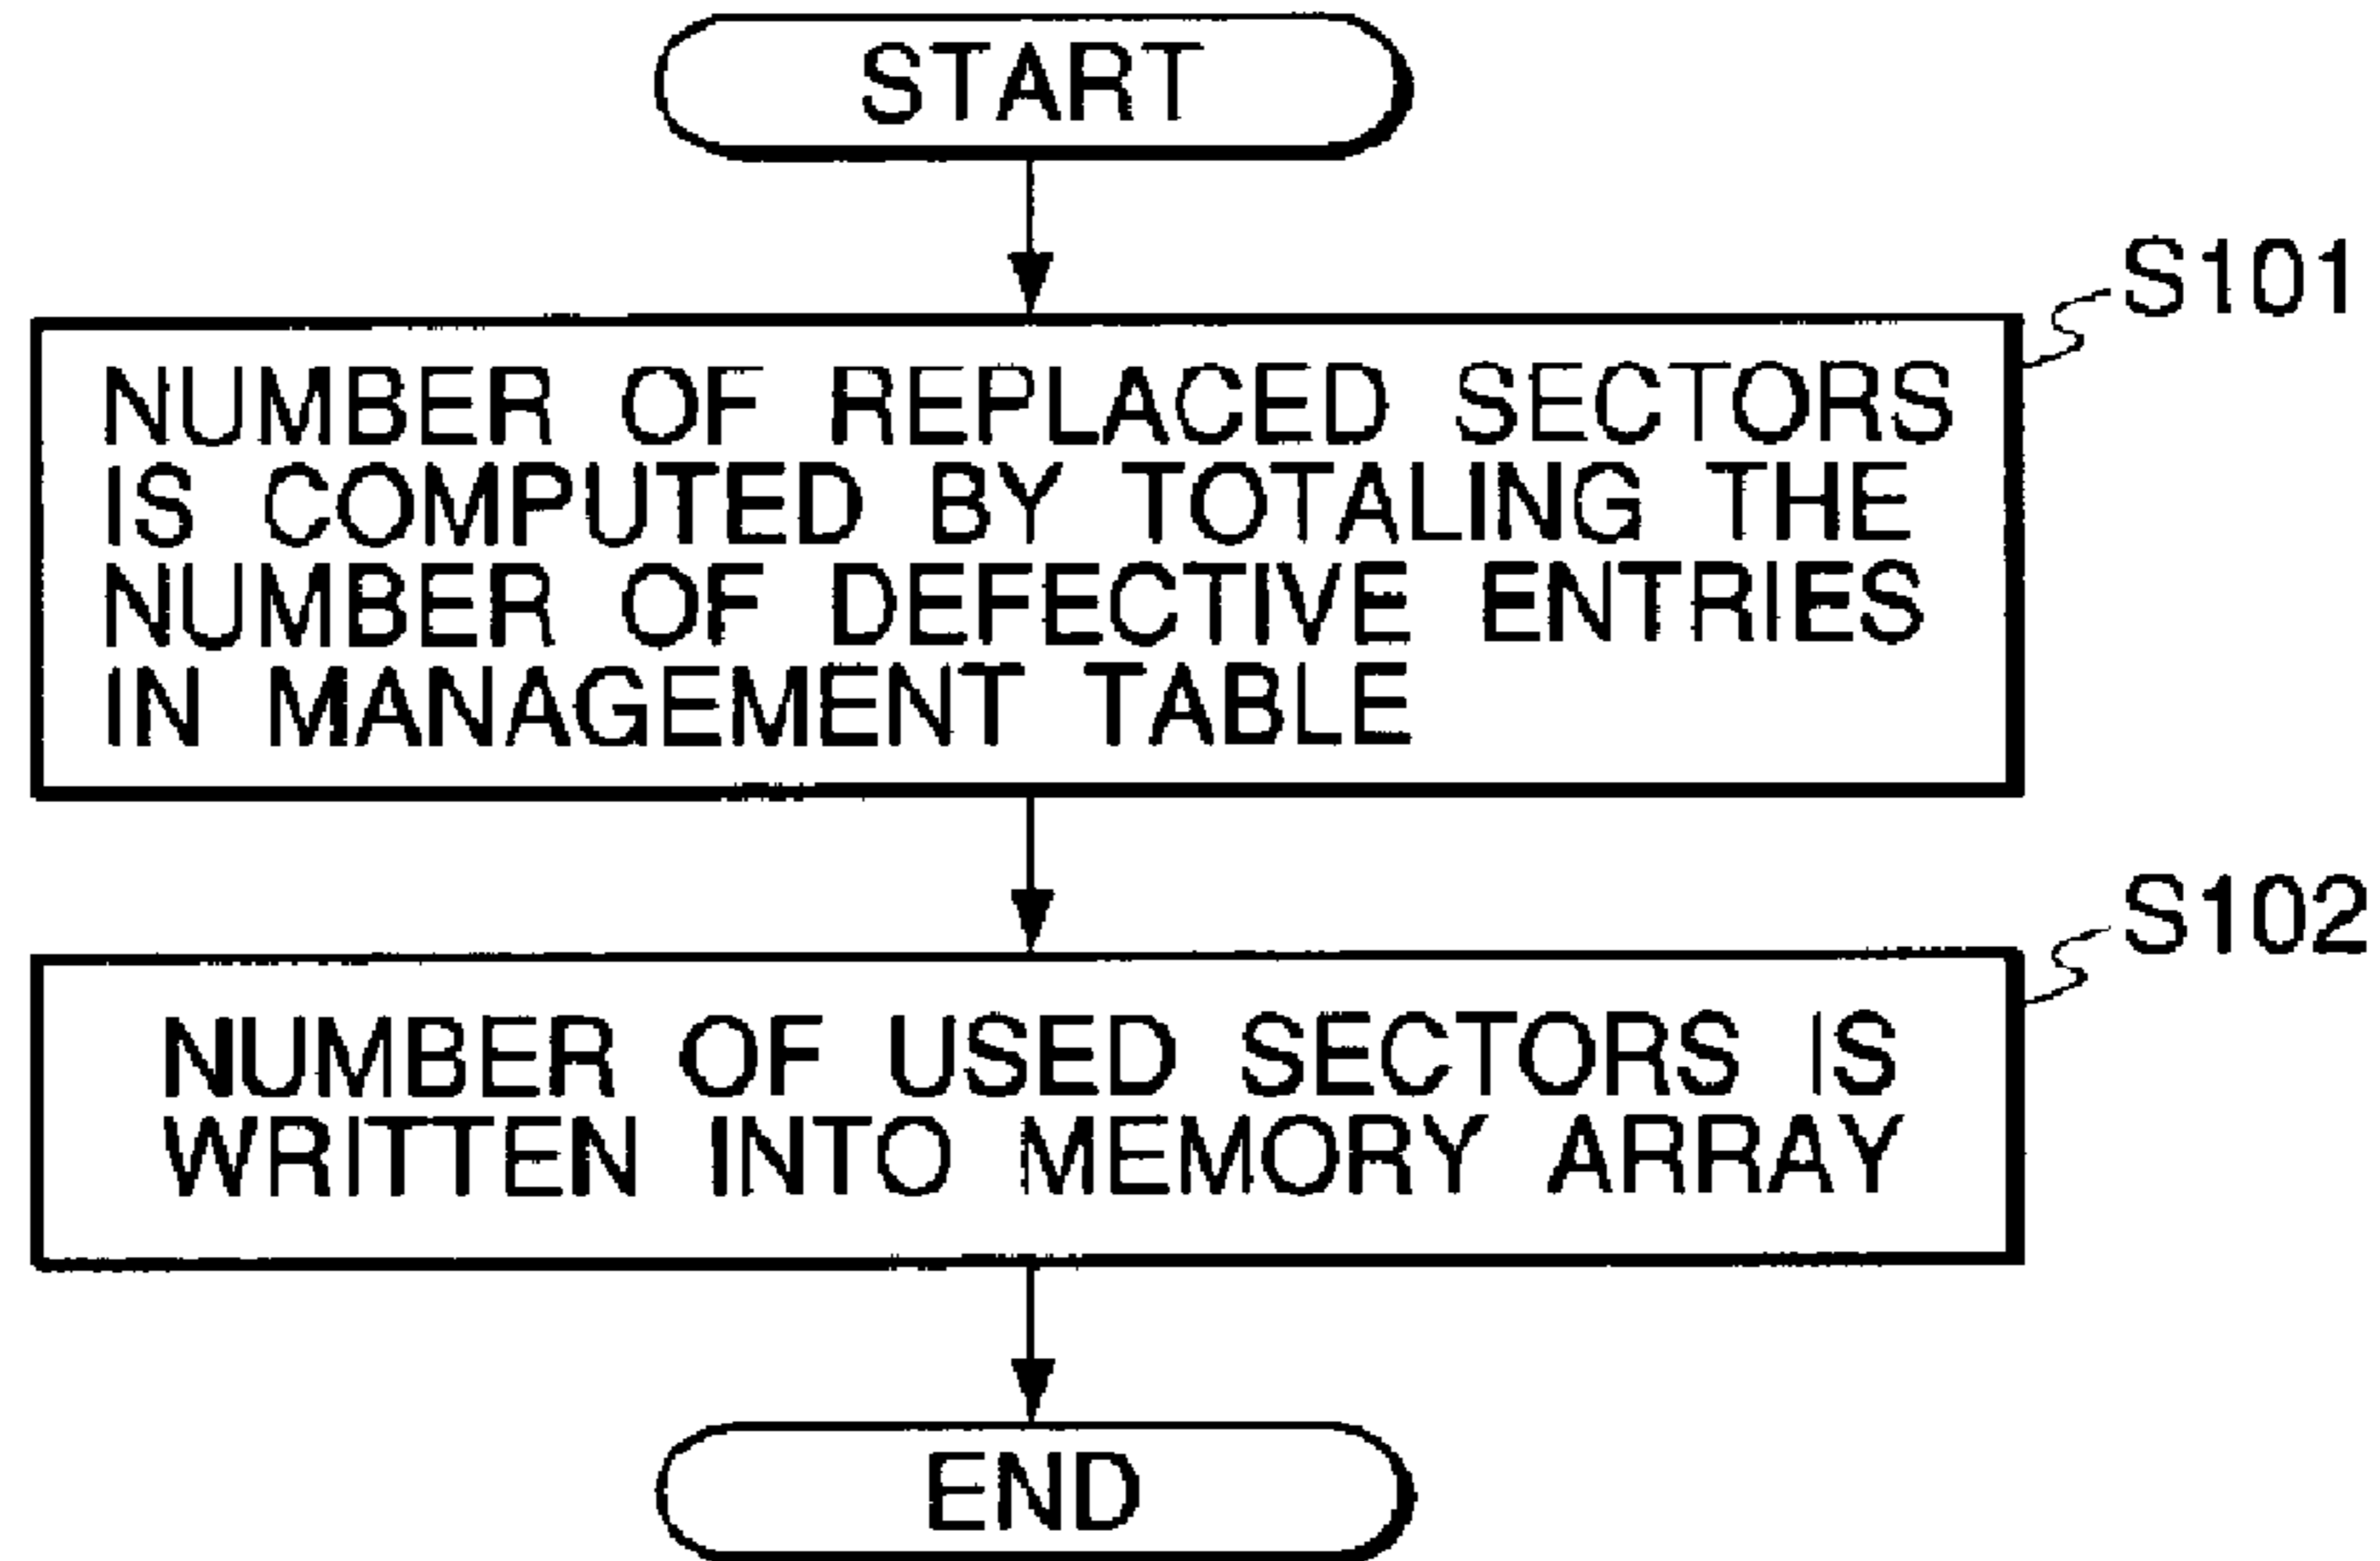 START
S101
NUMBER OF REPLACED SECTORS
IS COMPUTED BY TOTALING THE
NUMBER OF DEFECTIVE ENTRIES
IN MANAGEMENT TABLE
S102
NUMBER OF USED SECTORS IS
WRITTEN INTO MEMORY ARRAY
END